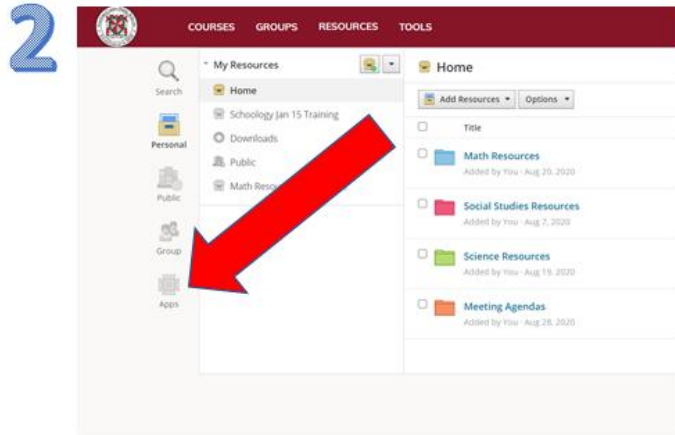 2
COURSES GROUPS RESOURCES TOOLS
Search
Personal
Public
Group
Apps
My Resources
Home
Schoology Jan 15 Training
Downloads
Public
Math
Home
Add Resources Options
Title
Math Resources
Added by You · Aug 20, 2020
Social Studies Resources
Added by You · Aug 7, 2020
Science Resources
Added by You · Aug 19, 2020
Meeting Agendas
Added by You · Aug 28, 2020